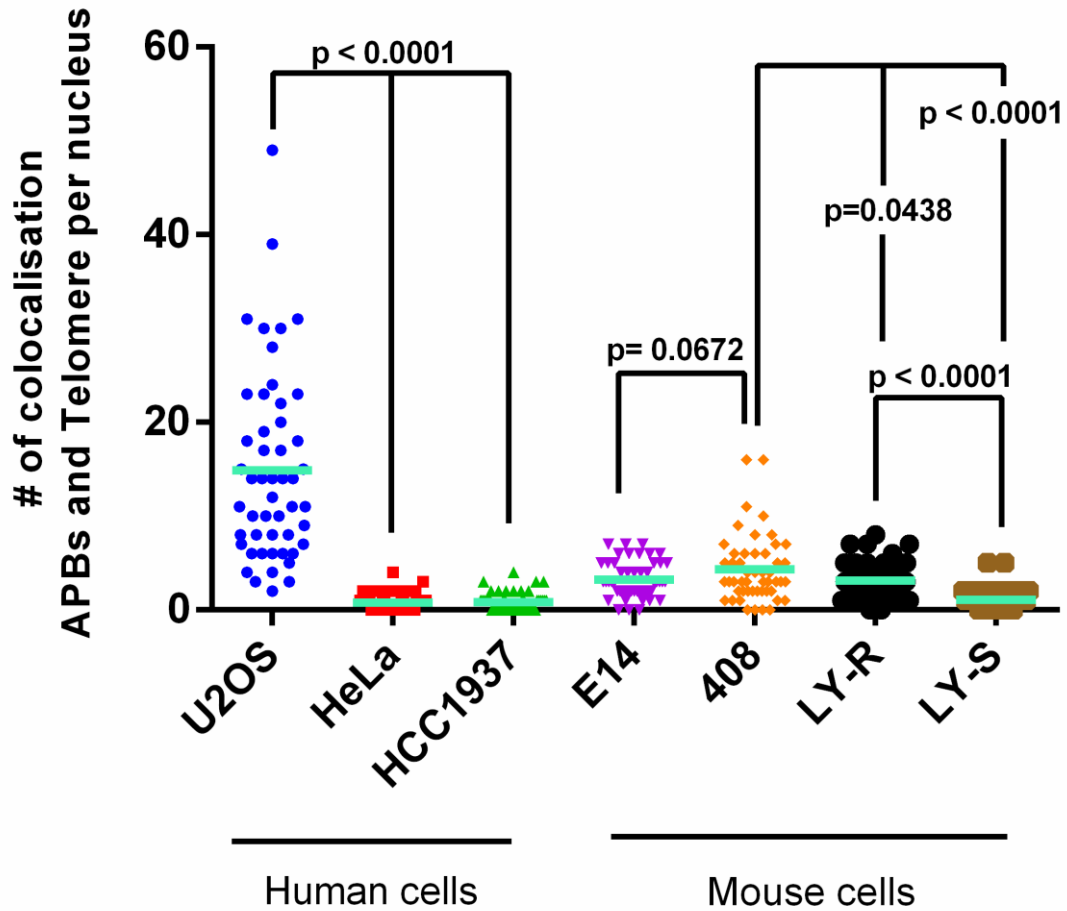 # of colocalisation
APBs and Telomere per nucleus
60
40
20
0
p < 0.0001
p < 0.0001
p=0.0438
p= 0.0672
p < 0.0001
U2OS
HeLa
HCC1937
E14
408
LY-R
LY-S
Human cells
Mouse cells